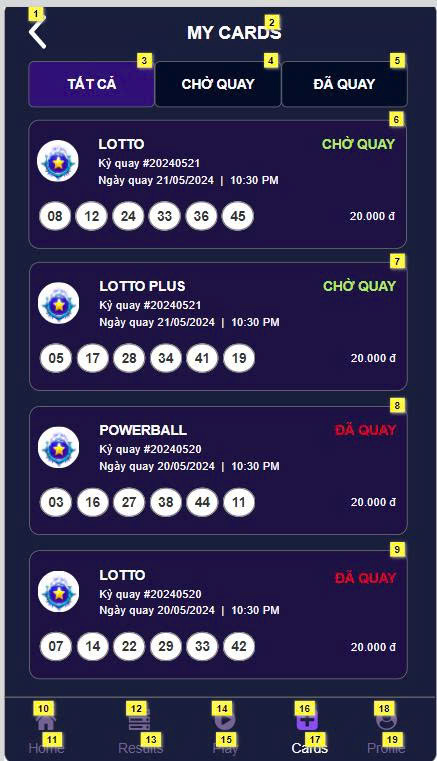 1
2
MY CARDS
3
4
5
TẤT CẢ
CHỜ QUAY
ĐÃ QUAY
6
LOTTO
CHỜ QUAY
Kỳ quay #20240521
Ngày quay 21/05/2024 | 10:30 PM
08 12 24 33 36 45
20.000 đ
7
LOTTO PLUS
CHỜ QUAY
Kỳ quay #20240521
Ngày quay 21/05/2024 | 10:30 PM
05 17 28 34 41 19
20.000 đ
8
POWERBALL
ĐÃ QUAY
Kỳ quay #20240520
Ngày quay 20/05/2024 | 10:30 PM
03 16 27 38 44 11
20.000 đ
9
LOTTO
ĐÃ QUAY
Kỳ quay #20240520
Ngày quay 20/05/2024 | 10:30 PM
07 14 22 29 33 42
20.000 đ
10 12 14 16 18
11 13 15 17 19
Home Results Play Cards Profile